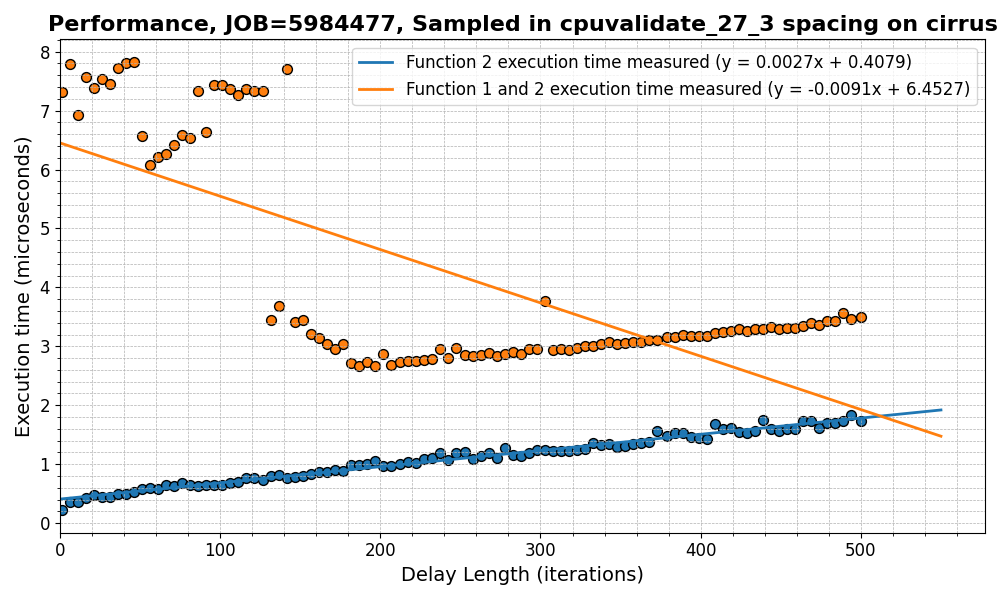 Performance, JOB=5984477, Sampled in cpuvalidate_27_3 spacing on cirrus
Function 2 execution time measured (y = 0.0027x + 0.4079)
Function 1 and 2 execution time measured (y = -0.0091x + 6.4527)
Execution time (microseconds)
8
7
6
5
4
3
2
1
0
0 100 200 300 400 500
Delay Length (iterations)